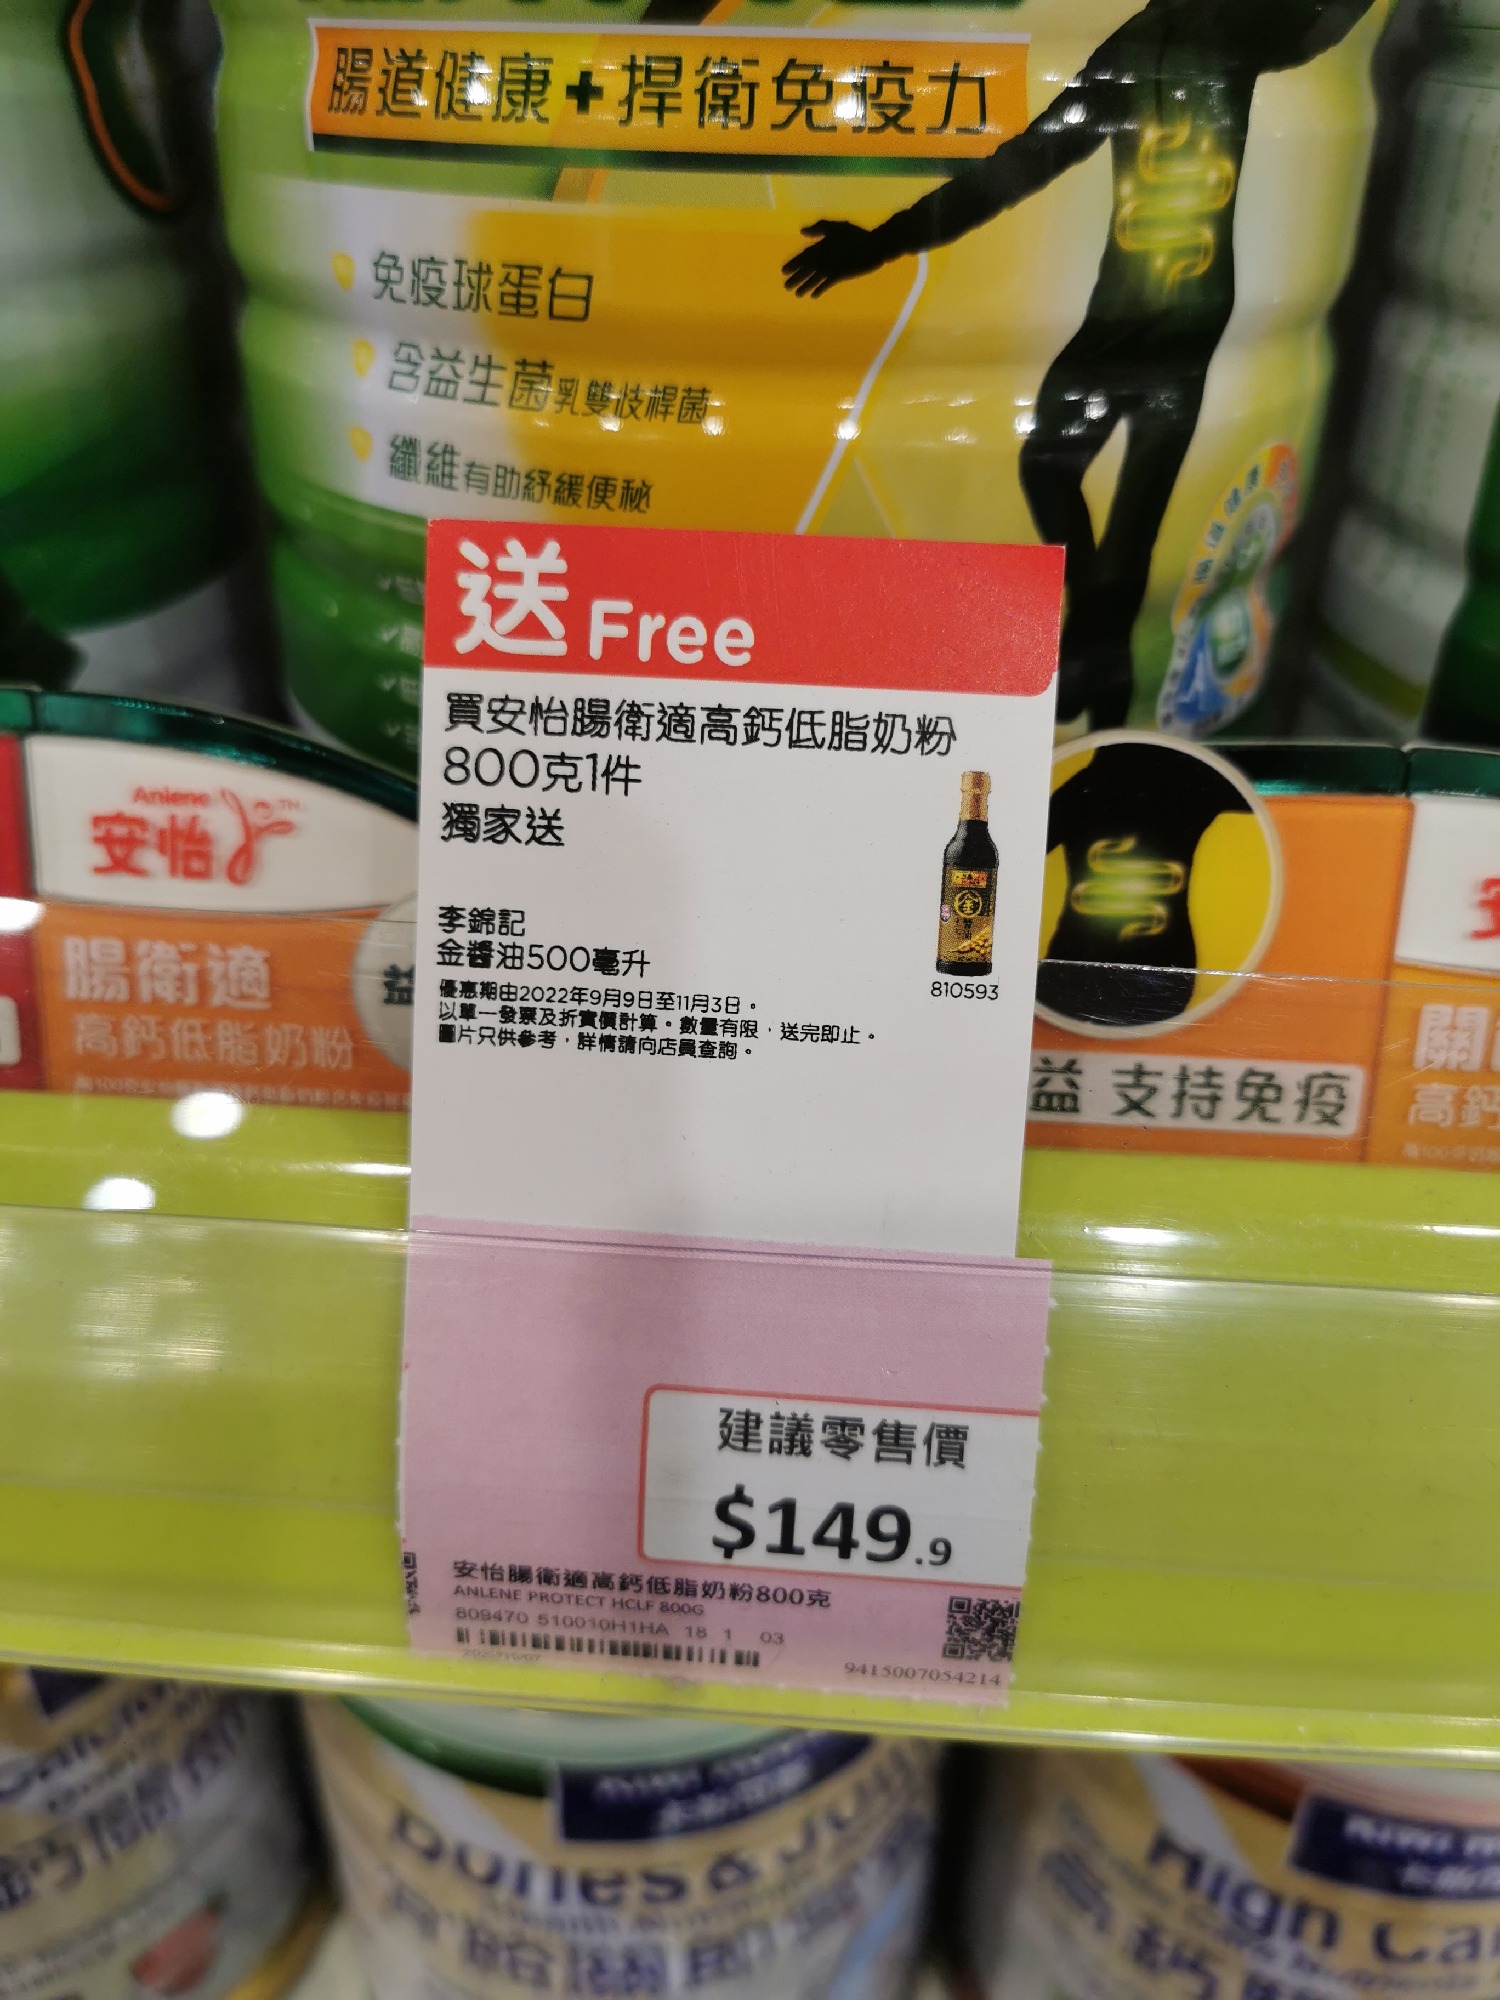 腸道健康+捍衛免疫力
免疫球蛋白
含益生菌乳雙歧桿菌
纖維有助紓緩便秘
送 Free
買安怡腸衛適高鈣低脂奶粉
800克1件
獨家送
李錦記
金醬油500毫升
810593
優惠期由2022年9月9日至11月3日。
以單一發票及折實價計算。數量有限，送完即止。
圖片只供參考，詳情請向店員查詢。
Anlene
安怡
腸衛適
高鈣低脂奶粉
益
益 支持免疫
關
高鈣
建議零售價
$149.9
安怡腸衛適高鈣低脂奶粉800克
ANLENE PROTECT HCLF 800G
809470 510010H1HA 18 1 03
9415007054214
Bones &
High Ca